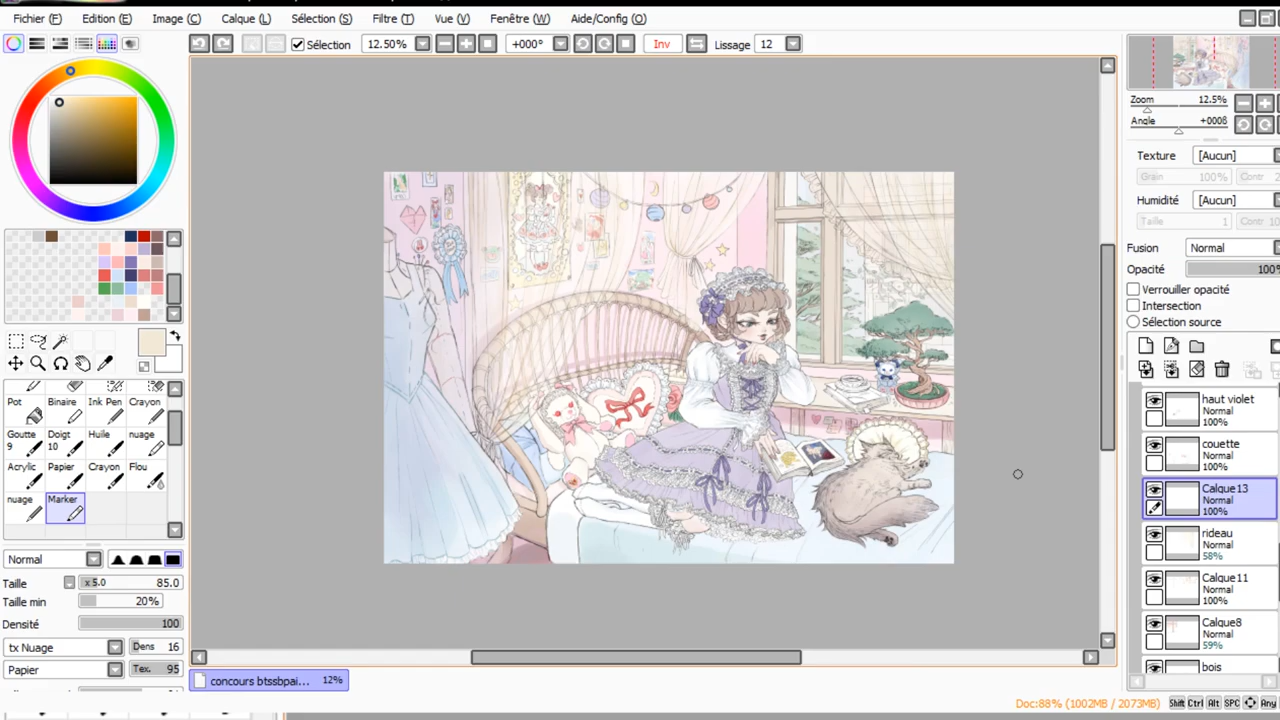 Fichier (F) Edition (E) Image (C) Calque (L) Sélection (S) Filtre (T) Vue (V) Fenêtre (W) Aide/Config (O)
Sélection 12.50% +000° Inv Lissage 12
Zoom 12.5%
Angle +000δ
Texture [Aucun]
Grain 100% Contr
Humidité [Aucun]
Taille 1 Contr
Fusion Normal
Opacité 100%
Verrouiller opacité
Intersection
Sélection source
Pot Binaire Ink Pen Crayon
Goutte Doigt Huile nuage
9 10
Acrylic Papier Crayon Flou
nuage Marker
Normal
Taille x 5.0 85.0
Taille min 20%
Densité 100
tx Nuage Dens 16
Papier Tex. 95
haut violet
Normal
100%
couette
Normal
100%
Calque13
Normal
100%
rideau
Normal
58%
Calque11
Normal
100%
Calque8
Normal
59%
bois
concours btssbpai... 12%
Doc:88% (1002MB / 2073MB) Shift Ctrl Alt SPC Any